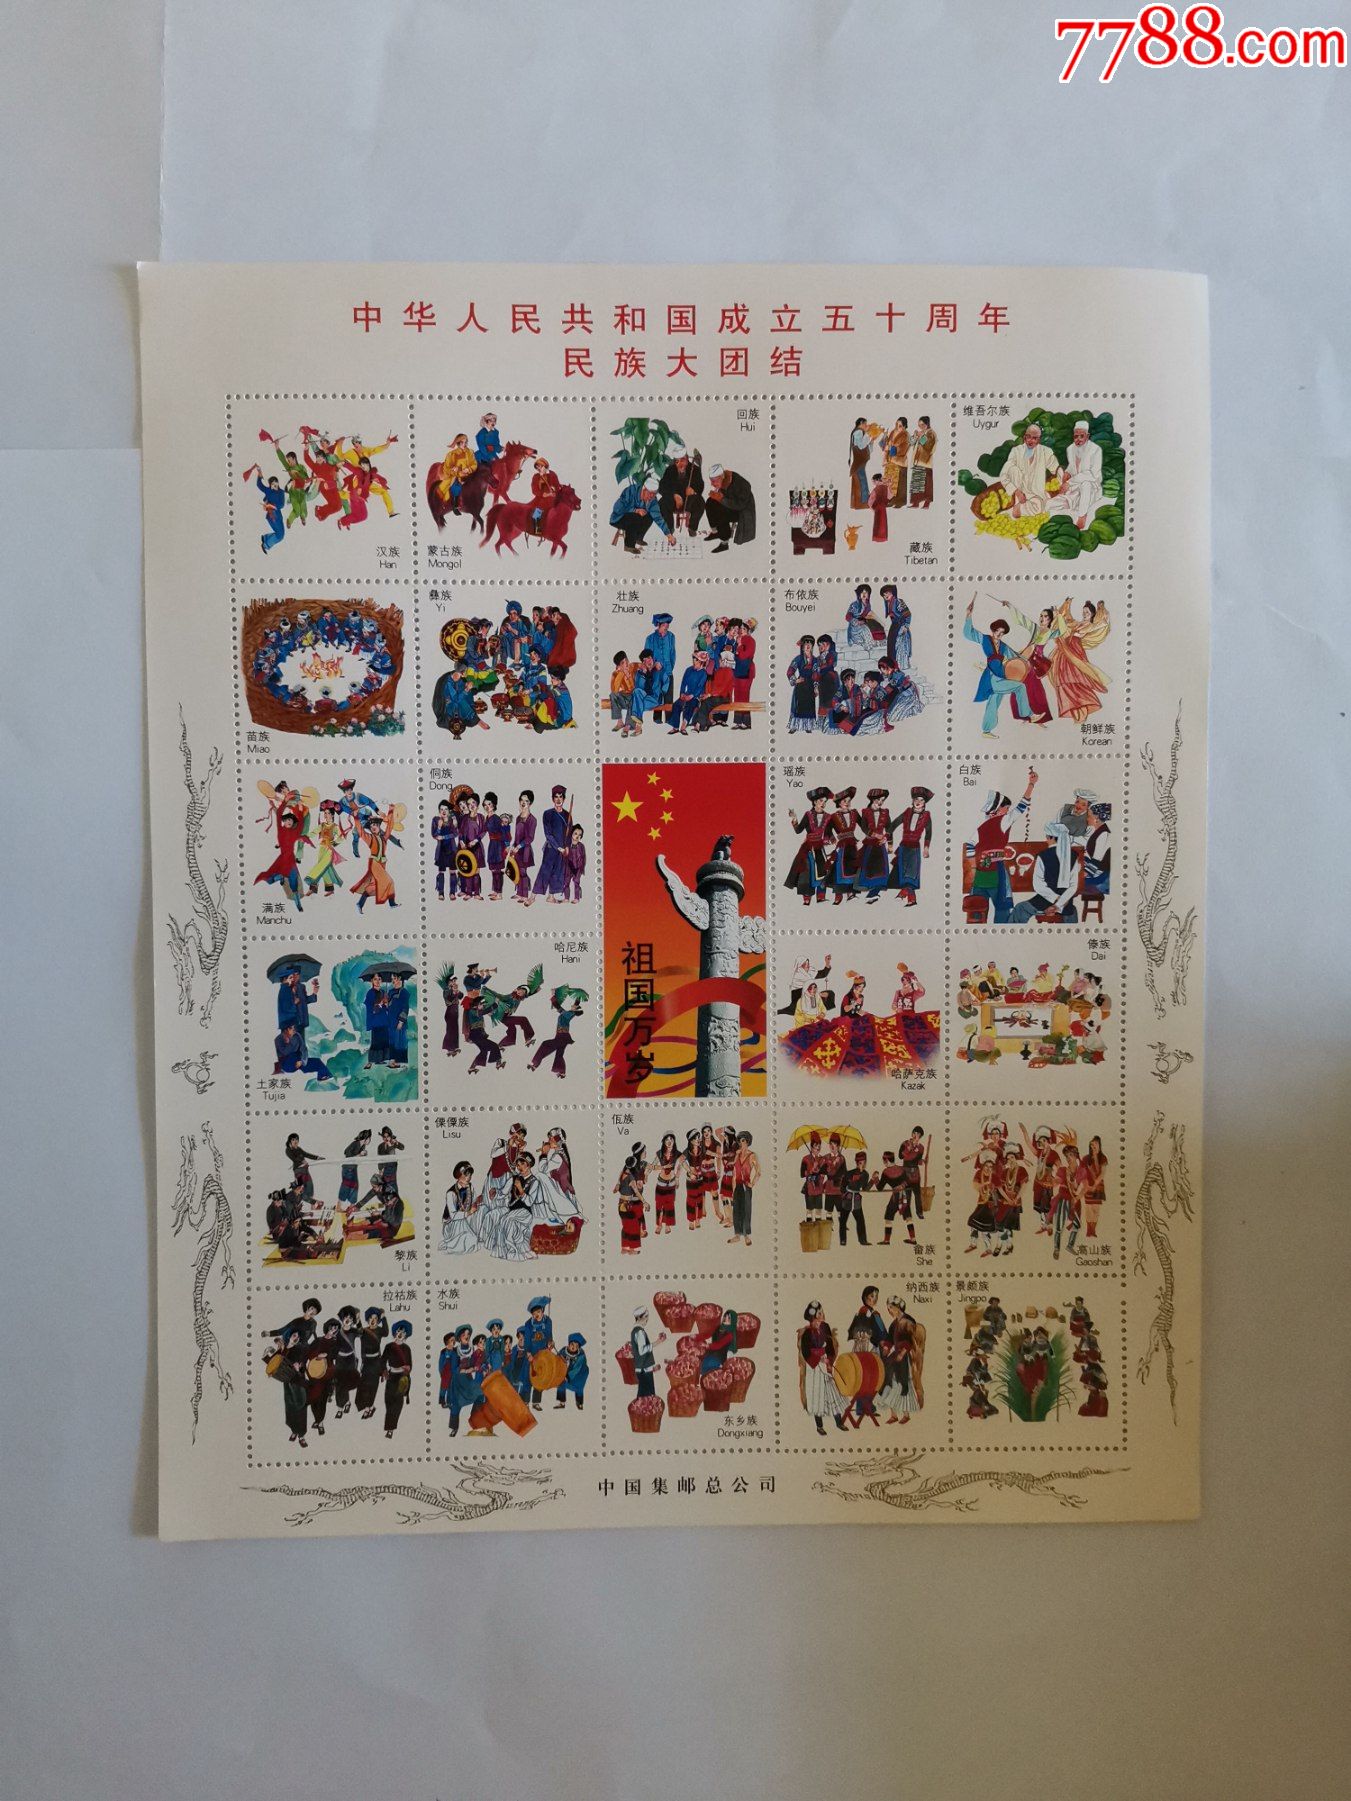 7788.com
中华人民共和国成立五十周年
民族大团结
汉族
Han
蒙古族
Mongol
回族
Hui
藏族
Tibetan
维吾尔族
Uygur
苗族
Miao
彝族
Yi
壮族
Zhuang
布依族
Bouyei
朝鲜族
Korean
满族
Manchu
侗族
Dong
祖国万岁
瑶族
Yao
白族
Bai
土家族
Tujia
哈尼族
Hani
哈萨克族
Kazak
傣族
Dai
黎族
Li
傈僳族
Lisu
佤族
Va
畲族
She
高山族
Gaoshan
拉祜族
Lahu
水族
Shui
东乡族
Dongxiang
纳西族
Naxi
景颇族
Jingpo
中国集邮总公司